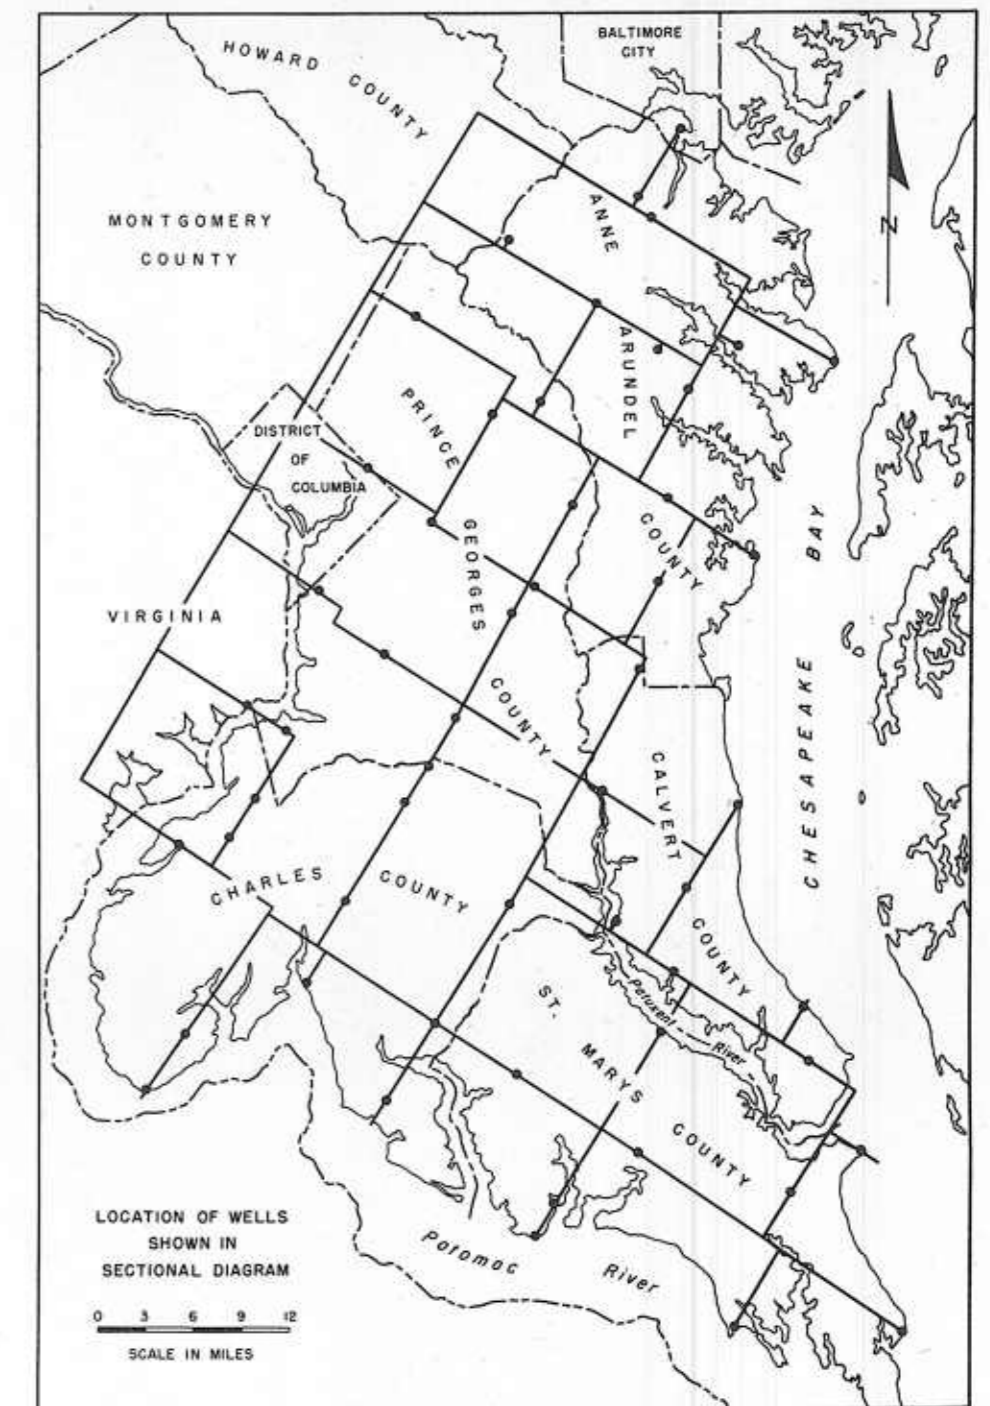 HOWARD COUNTY
BALTIMORE
CITY
MONTGOMERY
COUNTY
ANNE
ARUNDEL
COUNTY
N
PRINCE
GEORGES
COUNTY
DISTRICT
OF
COLUMBIA
VIRGINIA
CHESAPEAKE BAY
CALVERT
COUNTY
CHARLES COUNTY
ST.
MARYS
COUNTY
Patuxent River
Potomac River
LOCATION OF WELLS
SHOWN IN
SECTIONAL DIAGRAM
0 3 6 9 12
SCALE IN MILES